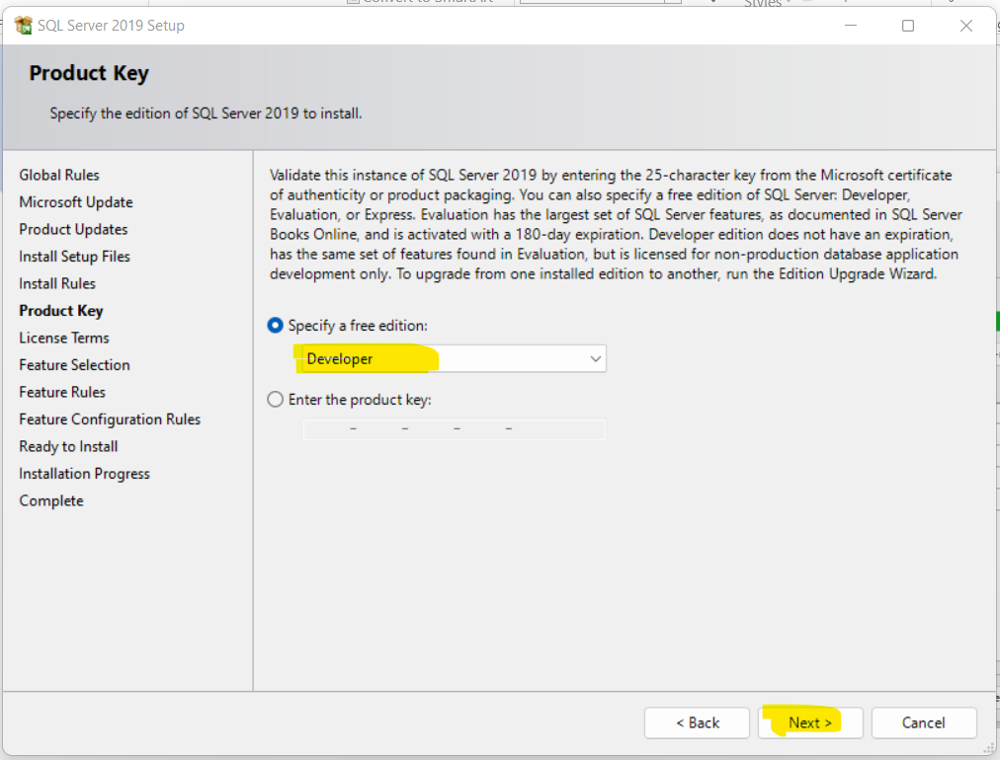 Convert to SmartArt
Styles
SQL Server 2019 Setup
Product Key
Specify the edition of SQL Server 2019 to install.
Global Rules
Microsoft Update
Product Updates
Install Setup Files
Install Rules
Product Key
License Terms
Feature Selection
Feature Rules
Feature Configuration Rules
Ready to Install
Installation Progress
Complete
Validate this instance of SQL Server 2019 by entering the 25-character key from the Microsoft certificate
of authenticity or product packaging. You can also specify a free edition of SQL Server: Developer,
Evaluation, or Express. Evaluation has the largest set of SQL Server features, as documented in SQL Server
Books Online, and is activated with a 180-day expiration. Developer edition does not have an expiration,
has the same set of features found in Evaluation, but is licensed for non-production database application
development only. To upgrade from one installed edition to another, run the Edition Upgrade Wizard.
Specify a free edition:
Developer
Enter the product key:
- - - -
< Back Next > Cancel